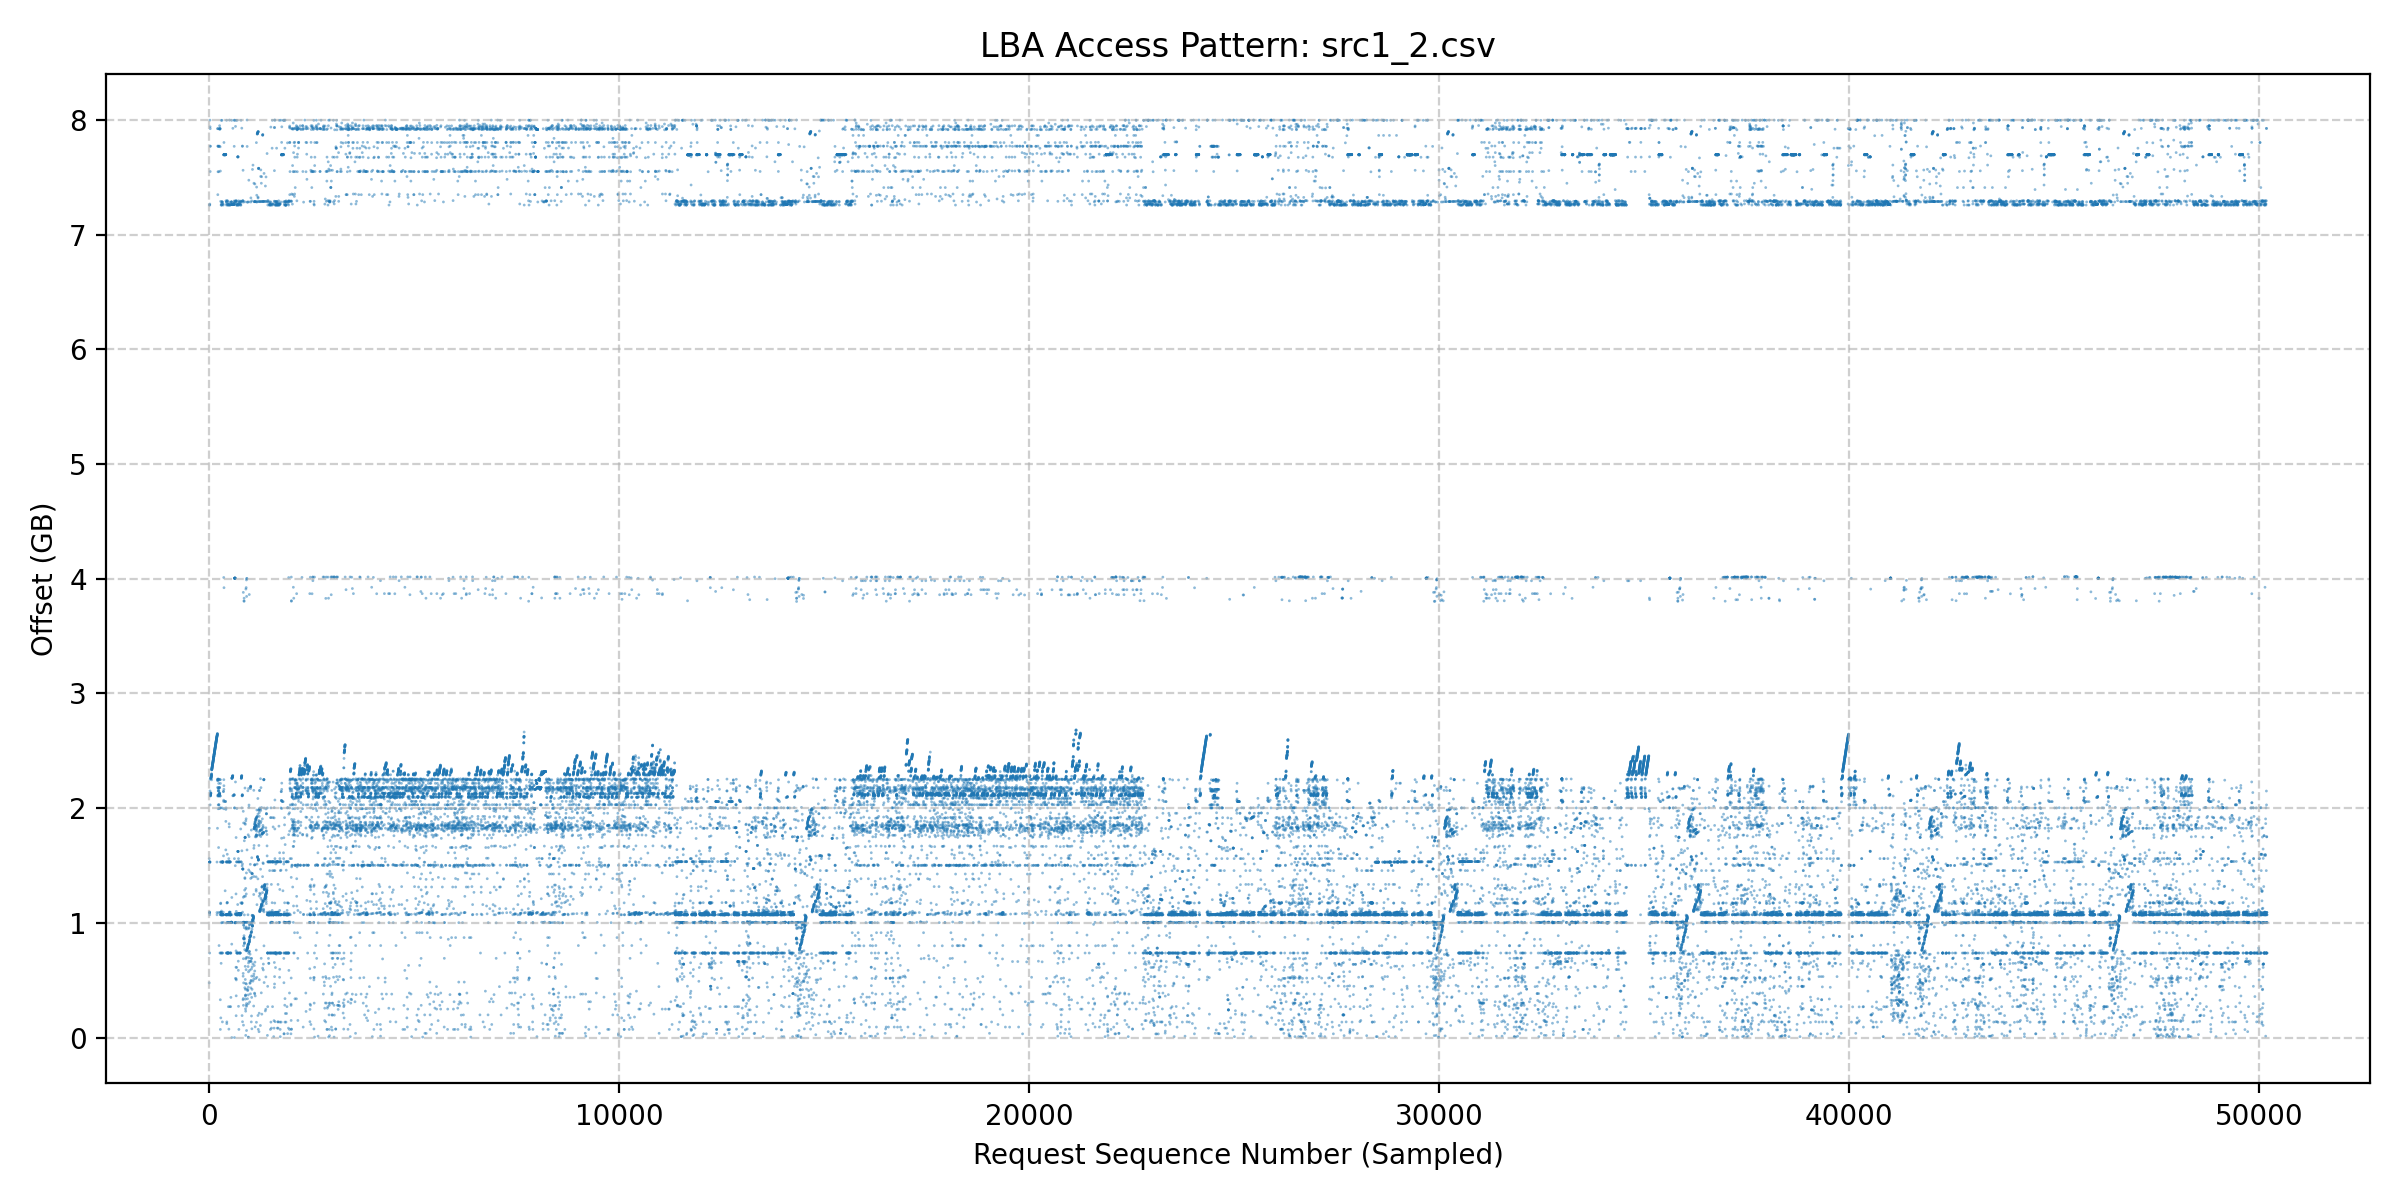 LBA Access Pattern: src1_2.csv
8
7
6
5
4
3
2
1
0
Offset (GB)
0 10000 20000 30000 40000 50000
Request Sequence Number (Sampled)